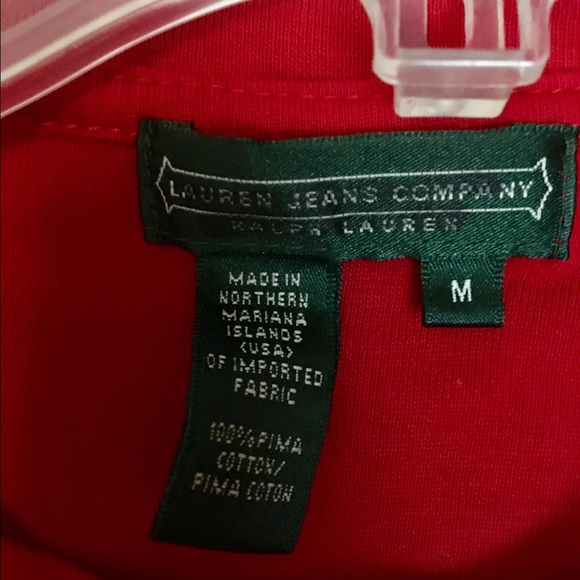 LAUREN JEANS COMPANY
RALPH LAUREN
M
MADE IN
NORTHERN
MARIANA
ISLANDS
(USA)
OF IMPORTED
FABRIC
100% PIMA
COTTON/
PIMA COTON